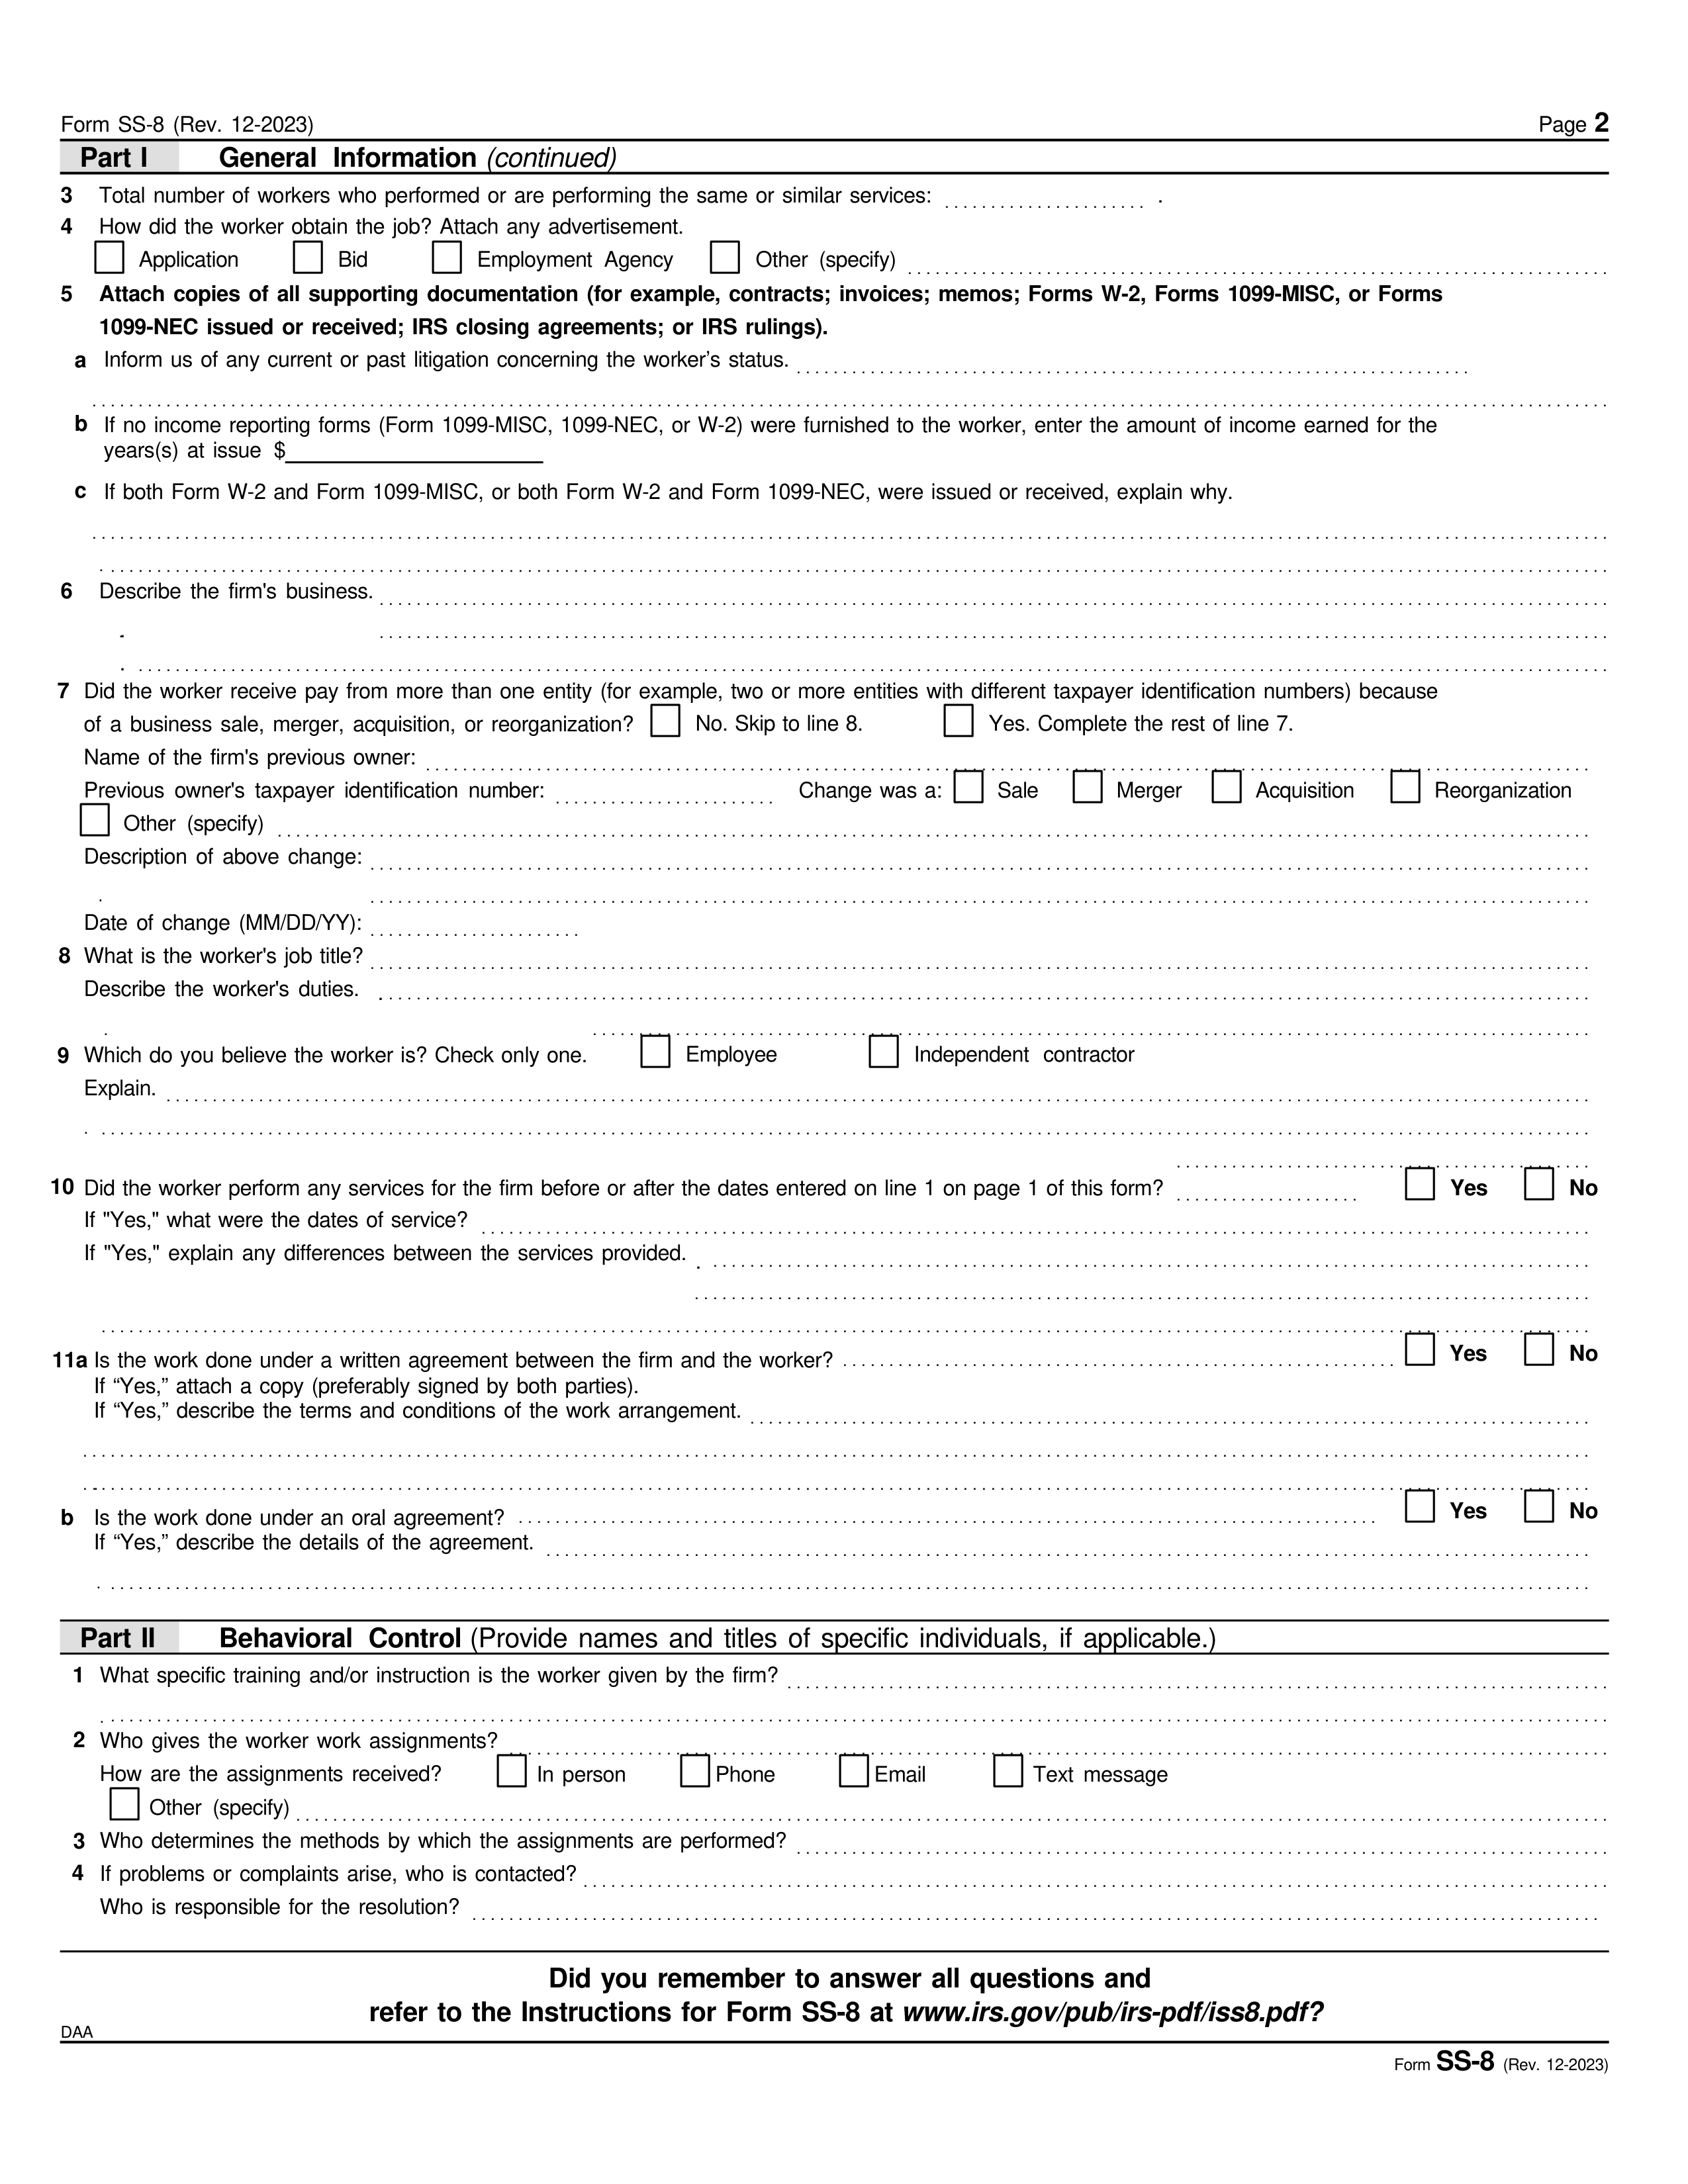 Form SS-8 (Rev. 12-2023) Page 2
Part I General Information (continued)
3 Total number of workers who performed or are performing the same or similar services: .
4 How did the worker obtain the job? Attach any advertisement.
Application Bid Employment Agency Other (specify)
5 Attach copies of all supporting documentation (for example, contracts; invoices; memos; Forms W-2, Forms 1099-MISC, or Forms
1099-NEC issued or received; IRS closing agreements; or IRS rulings).
a Inform us of any current or past litigation concerning the worker’s status.
b If no income reporting forms (Form 1099-MISC, 1099-NEC, or W-2) were furnished to the worker, enter the amount of income earned for the
years(s) at issue $
c If both Form W-2 and Form 1099-MISC, or both Form W-2 and Form 1099-NEC, were issued or received, explain why.
6 Describe the firm's business.
7 Did the worker receive pay from more than one entity (for example, two or more entities with different taxpayer identification numbers) because
of a business sale, merger, acquisition, or reorganization? No. Skip to line 8. Yes. Complete the rest of line 7.
Name of the firm's previous owner:
Previous owner's taxpayer identification number: Change was a: Sale Merger Acquisition Reorganization
Other (specify)
Description of above change:
Date of change (MM/DD/YY):
8 What is the worker's job title?
Describe the worker's duties.
9 Which do you believe the worker is? Check only one. Employee Independent contractor
Explain.
10 Did the worker perform any services for the firm before or after the dates entered on line 1 on page 1 of this form? Yes No
If "Yes," what were the dates of service?
If "Yes," explain any differences between the services provided.
11a Is the work done under a written agreement between the firm and the worker? Yes No
If “Yes,” attach a copy (preferably signed by both parties).
If “Yes,” describe the terms and conditions of the work arrangement.
b Is the work done under an oral agreement? Yes No
If “Yes,” describe the details of the agreement.
Part II Behavioral Control (Provide names and titles of specific individuals, if applicable.)
1 What specific training and/or instruction is the worker given by the firm?
2 Who gives the worker work assignments?
How are the assignments received? In person Phone Email Text message
Other (specify)
3 Who determines the methods by which the assignments are performed?
4 If problems or complaints arise, who is contacted?
Who is responsible for the resolution?
Did you remember to answer all questions and
refer to the Instructions for Form SS-8 at www.irs.gov/pub/irs-pdf/iss8.pdf?
DAA
Form SS-8 (Rev. 12-2023)